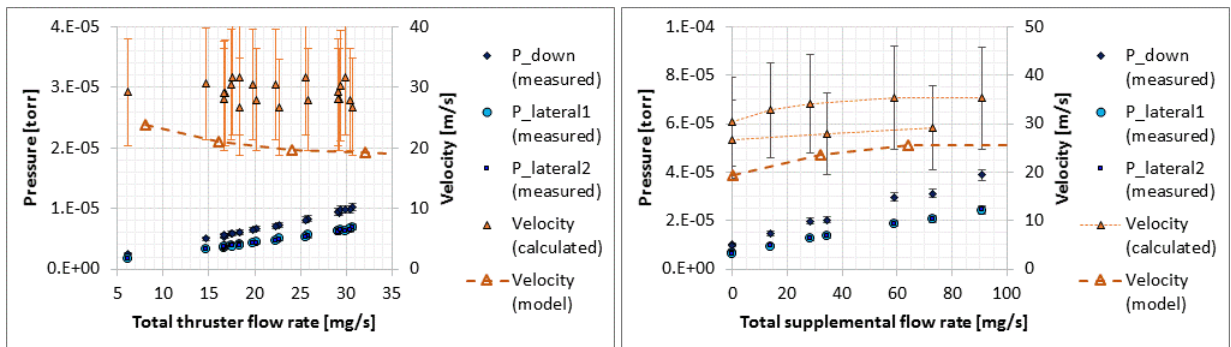 4.E-05
3.E-05
2.E-05
1.E-05
0.E+00
Pressure [torr]
40
30
20
10
0
Velocity [m/s]
5 10 15 20 25 30 35
Total thruster flow rate [mg/s]
P_down
(measured)
P_lateral1
(measured)
P_lateral2
(measured)
Velocity
(calculated)
Velocity
(model)
1.E-04
8.E-05
6.E-05
4.E-05
2.E-05
0.E+00
Pressure [torr]
50
40
30
20
10
0
Velocity [m/s]
0 20 40 60 80 100
Total supplemental flow rate [mg/s]
P_down
(measured)
P_lateral1
(measured)
P_lateral2
(measured)
Velocity
(calculated)
Velocity
(model)